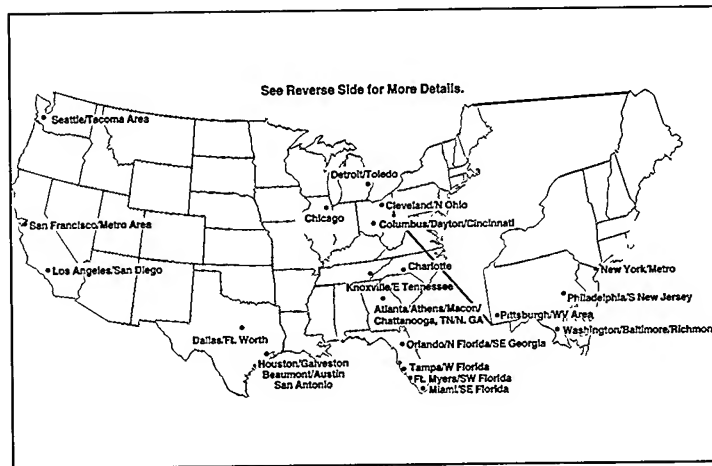 See Reverse Side for More Details.
Seattle/Tacoma Area
Detroit/Toledo
Cleveland/N Ohio
Chicago
Columbus/Dayton/Cincinnati
San Francisco/Metro Area
Los Angeles/San Diego
Charlotte
Knoxville/E Tennessee
New York/Metro
Philadelphia/S New Jersey
Atlanta/Athens/Macon/
Chattanooga, TN/N. GA
Pittsburgh/WV Area
Washington/Baltimore/Richmon
Dallas/Ft. Worth
Orlando/N Florida/SE Georgia
Houston/Galveston
Beaumont/Austin
San Antonio
Tampa/W Florida
Ft. Myers/SW Florida
Miami/SE Florida